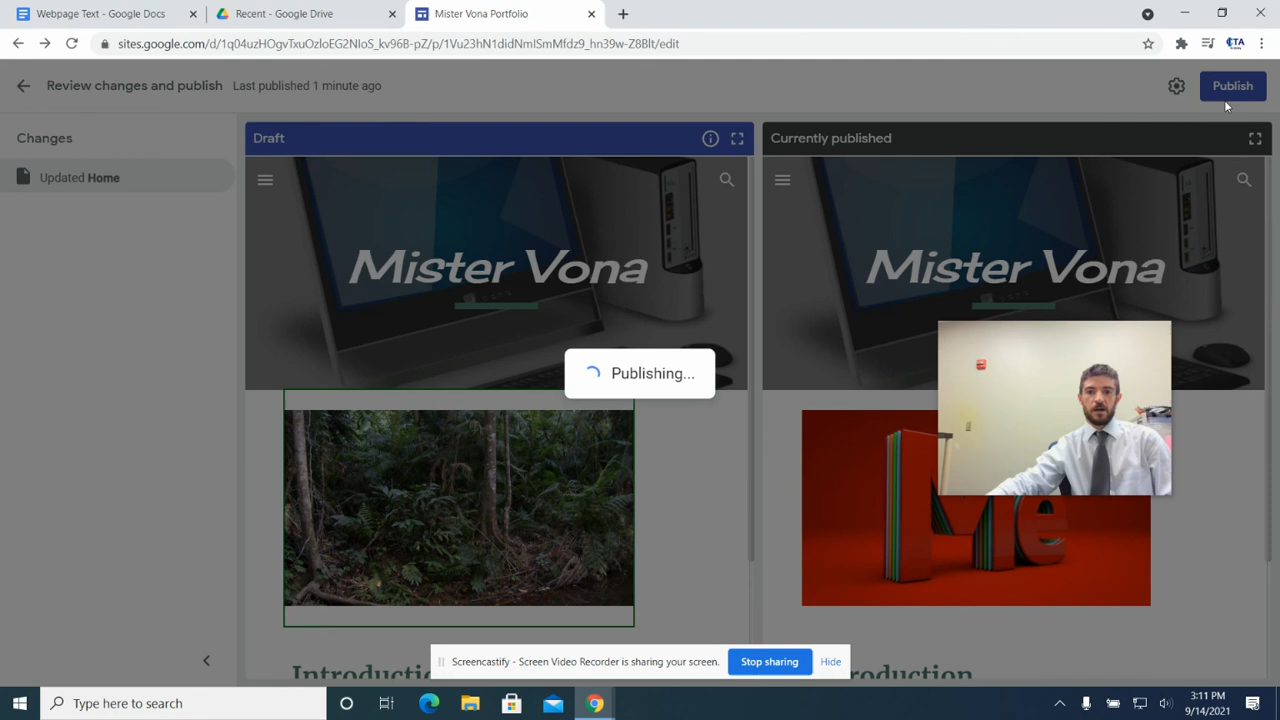 Webpage Text - Google Docs
Recent - Google Drive
Mister Vona Portfolio
sites.google.com/d/1q04uzHOgvTxuOzloEG2NIoS_kv96B-pZ/p/1Vu23hN1didNmISmMfdz9_hn39w-Z8Blt/edit
Review changes and publish
Last published 1 minute ago
Publish
Changes
Draft
Currently published
Updated Home
Mister Vona
Mister Vona
Publishing...
Me
Introductio
oduction
Screencastify - Screen Video Recorder is sharing your screen.
Stop sharing
Hide
Type here to search
3:11 PM
9/14/2021